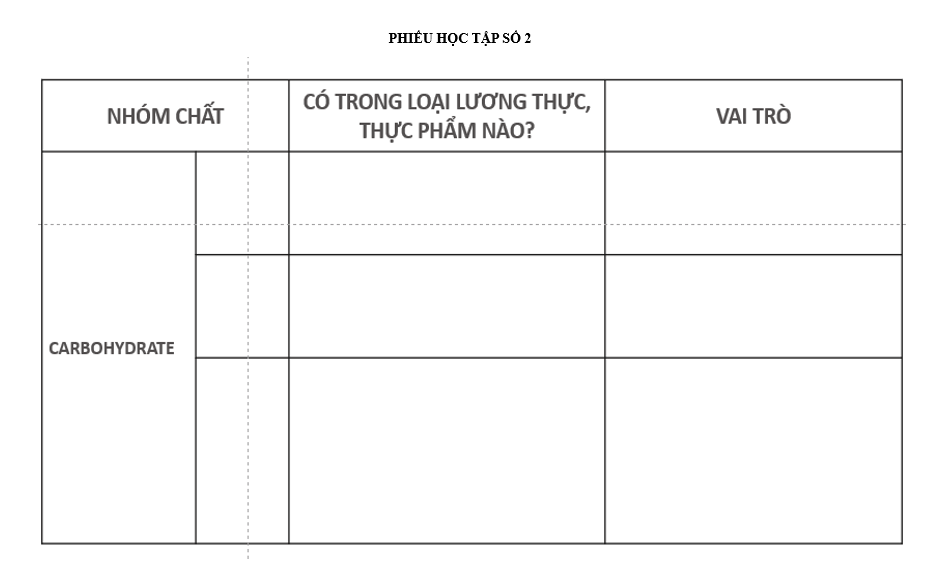 PHIẾU HỌC TẬP SỐ 2
NHÓM CHẤT
CÓ TRONG LOẠI LƯƠNG THỰC,
THỰC PHẨM NÀO?
VAI TRÒ
CARBOHYDRATE